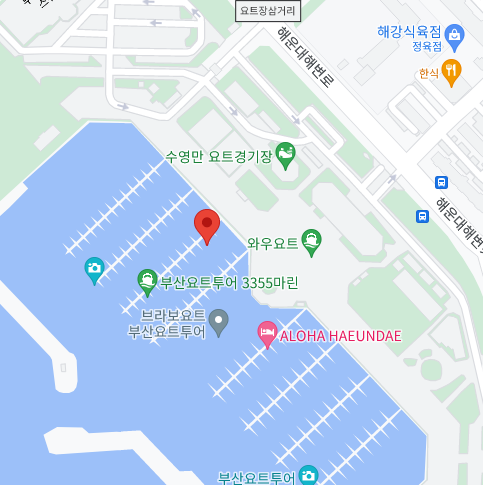 요트장삼거리
해운대해변로
해강식육점
정육점
한식
수영만 요트경기장
해운대해변로
와우요트
부산요트투어 3355마린
브라보요트
부산요트투어
ALOHA HAEUNDAE
부산요트투어